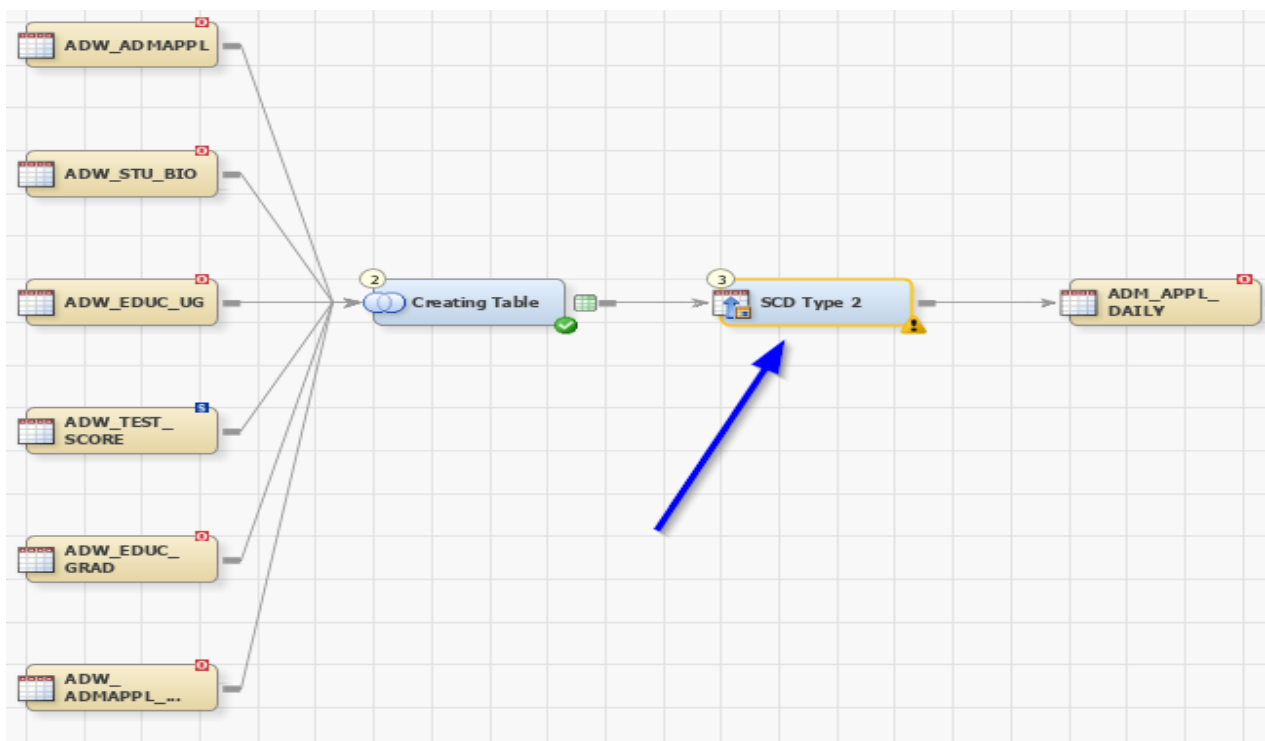 ADW_ADMAPPL
ADW_STU_BIO
ADW_EDUC_UG
ADW_TEST_
SCORE
ADW_EDUC_
GRAD
ADW_
ADMAPPL_...
2
Creating Table
3
SCD Type 2
ADM_APPL_
DAILY
O
O
O
S
O
O
O